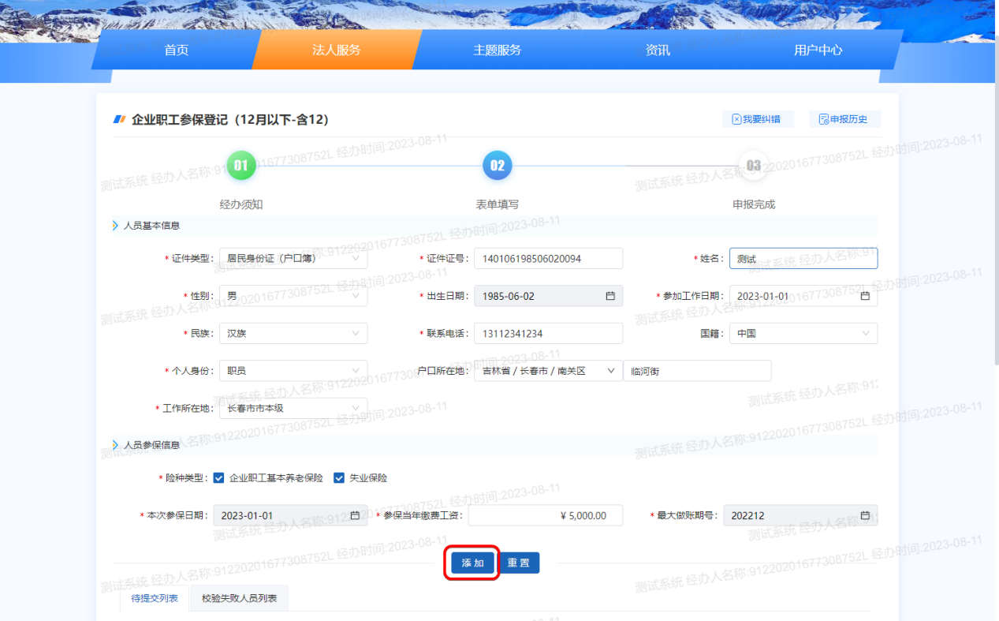 首页 法人服务 主题服务 资讯 用户中心
企业职工参保登记（12月以下-含12） 我要纠错 申报历史
01 02 03
经办须知 表单填写 申报完成
人员基本信息
* 证件类型： 居民身份证（户口簿） * 证件证号： 140106198506020094 * 姓名： 测试
* 性别： 男 * 出生日期： 1985-06-02 * 参加工作日期： 2023-01-01
* 民族： 汉族 * 联系电话： 13112341234 国籍： 中国
* 个人身份： 职员 户口所在地： 吉林省 / 长春市 / 南关区 临河街
* 工作所在地： 长春市市本级
人员参保信息
* 险种类型： 企业职工基本养老保险 失业保险
* 本次参保日期： 2023-01-01 * 参保当年缴费工资： ¥ 5,000.00 * 最大做账期号： 202212
添加 重置
待提交列表 校验失败人员列表
测试系统 经办人名称:91220201677308752L 经办时间:2023-08-11